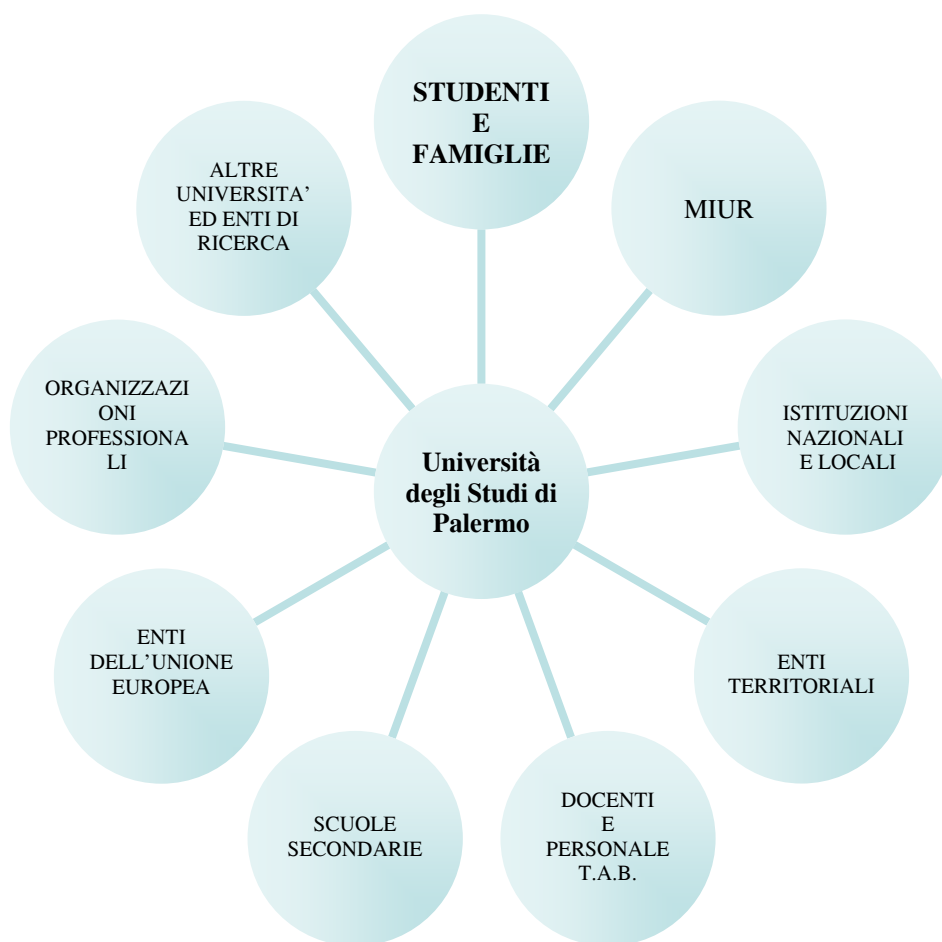 STUDENTI
E
FAMIGLIE
MIUR
ISTITUZIONI
NAZIONALI
E LOCALI
ENTI
TERRITORIALI
DOCENTI
E
PERSONALE
T.A.B.
SCUOLE
SECONDARIE
ENTI
DELL’UNIONE
EUROPEA
ORGANIZZAZI
ONI
PROFESSIONA
LI
ALTRE
UNIVERSITA’
ED ENTI DI
RICERCA
Università
degli Studi di
Palermo